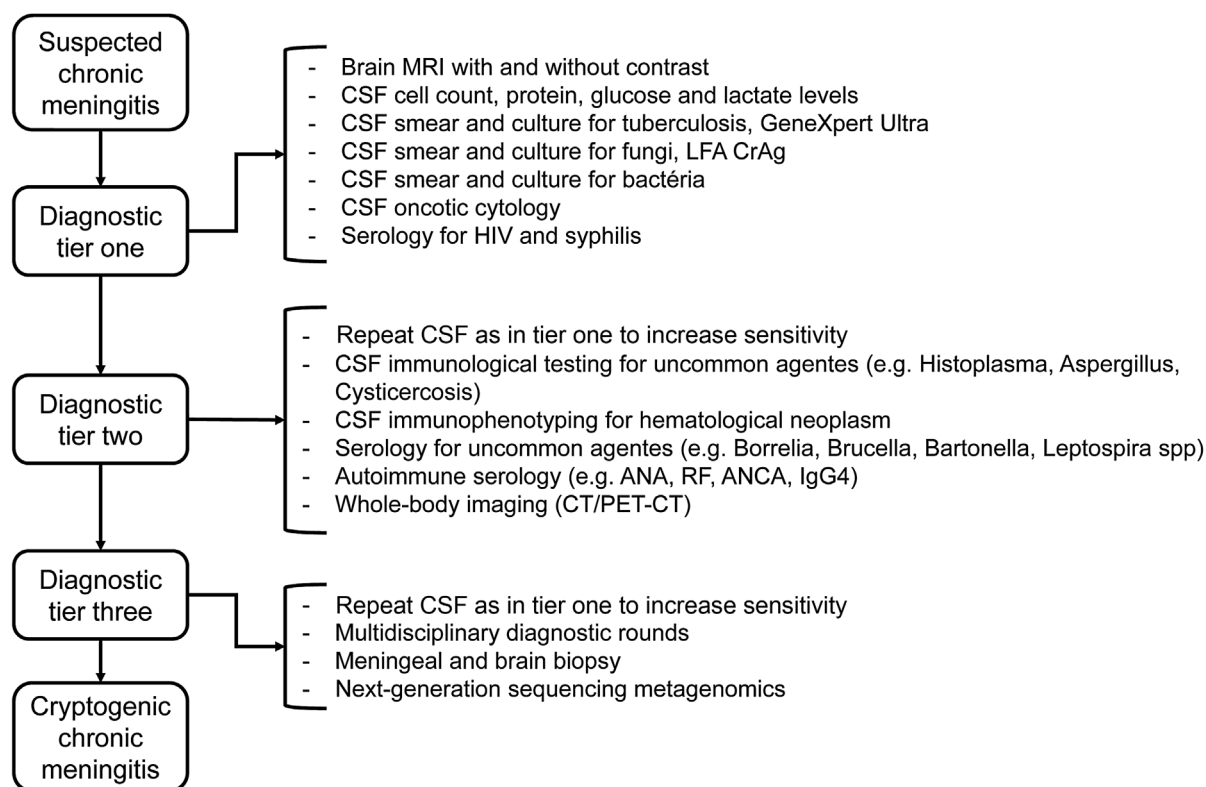 Suspected
chronic
meningitis
- Brain MRI with and without contrast
- CSF cell count, protein, glucose and lactate levels
- CSF smear and culture for tuberculosis, GeneXpert Ultra
- CSF smear and culture for fungi, LFA CrAg
- CSF smear and culture for bactéria
- CSF oncotic cytology
- Serology for HIV and syphilis
Diagnostic
tier one
- Repeat CSF as in tier one to increase sensitivity
- CSF immunological testing for uncommon agentes (e.g. Histoplasma, Aspergillus,
Cysticercosis)
- CSF immunophenotyping for hematological neoplasm
- Serology for uncommon agentes (e.g. Borrelia, Brucella, Bartonella, Leptospira spp)
- Autoimmune serology (e.g. ANA, RF, ANCA, IgG4)
- Whole-body imaging (CT/PET-CT)
Diagnostic
tier two
Diagnostic
tier three
- Repeat CSF as in tier one to increase sensitivity
- Multidisciplinary diagnostic rounds
- Meningeal and brain biopsy
- Next-generation sequencing metagenomics
Cryptogenic
chronic
meningitis